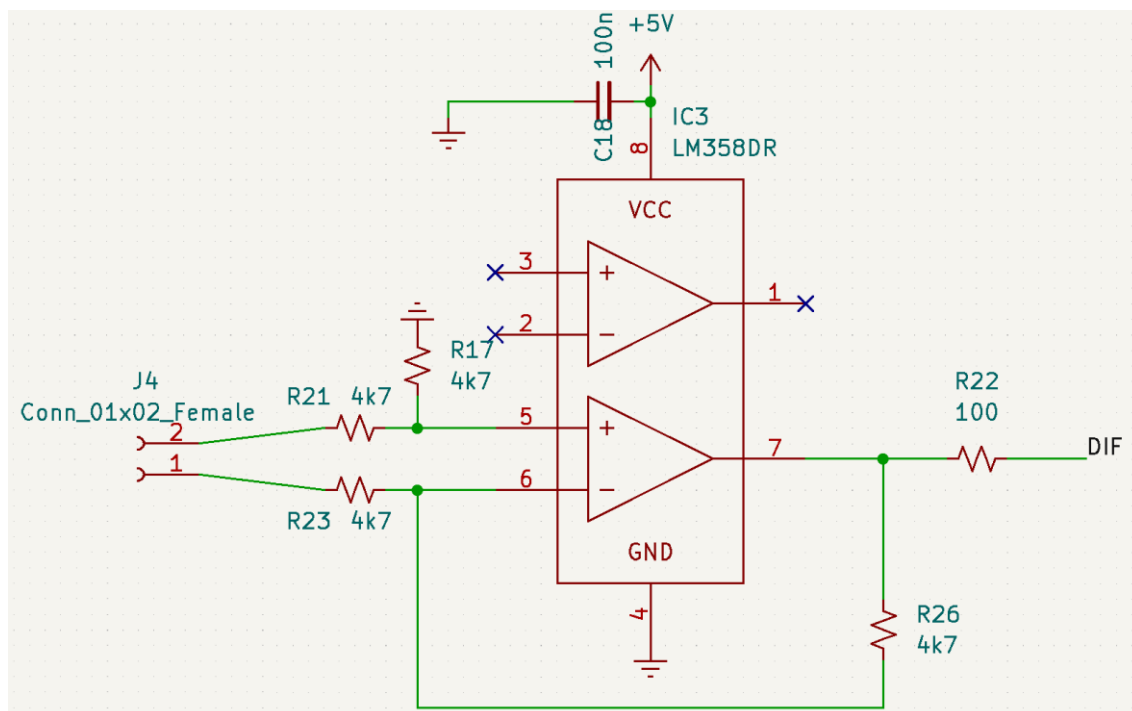 100n
+5V
C18
IC3
LM358DR
8
VCC
3
+
1
2
−
R17
4k7
J4
Conn_01x02_Female
R21 4k7
R22
100
2
5
+
7
DIF
1
6
−
R23 4k7
GND
4
R26
4k7